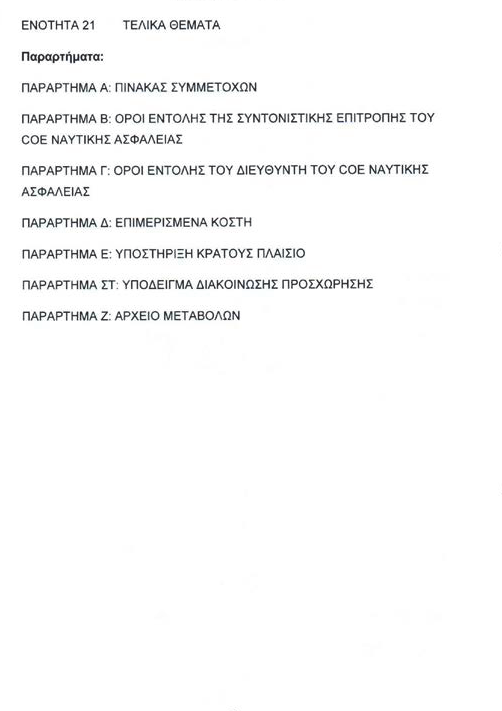 ΕΝΟΤΗΤΑ 21 ΤΕΛΙΚΑ ΘΕΜΑΤΑ
Παραρτήματα:
ΠΑΡΑΡΤΗΜΑ Α: ΠΙΝΑΚΑΣ ΣΥΜΜΕΤΟΧΩΝ
ΠΑΡΑΡΤΗΜΑ Β: ΟΡΟΙ ΕΝΤΟΛΗΣ ΤΗΣ ΣΥΝΤΟΝΙΣΤΙΚΗΣ ΕΠΙΤΡΟΠΗΣ ΤΟΥ
COE ΝΑΥΤΙΚΗΣ ΑΣΦΑΛΕΙΑΣ
ΠΑΡΑΡΤΗΜΑ Γ: ΟΡΟΙ ΕΝΤΟΛΗΣ ΤΟΥ ΔΙΕΥΘΥΝΤΗ ΤΟΥ COE ΝΑΥΤΙΚΗΣ
ΑΣΦΑΛΕΙΑΣ
ΠΑΡΑΡΤΗΜΑ Δ: ΕΠΙΜΕΡΙΣΜΕΝΑ ΚΟΣΤΗ
ΠΑΡΑΡΤΗΜΑ Ε: ΥΠΟΣΤΗΡΙΞΗ ΚΡΑΤΟΥΣ ΠΛΑΙΣΙΟ
ΠΑΡΑΡΤΗΜΑ ΣΤ: ΥΠΟΔΕΙΓΜΑ ΔΙΑΚΟΙΝΩΣΗΣ ΠΡΟΣΧΩΡΗΣΗΣ
ΠΑΡΑΡΤΗΜΑ Ζ: ΑΡΧΕΙΟ ΜΕΤΑΒΟΛΩΝ